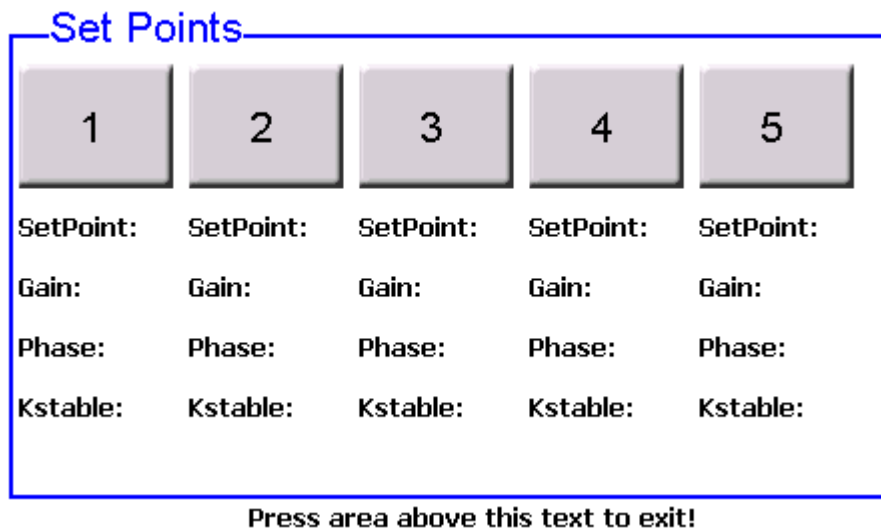 Set Points
1 2 3 4 5
SetPoint: SetPoint: SetPoint: SetPoint: SetPoint:
Gain: Gain: Gain: Gain: Gain:
Phase: Phase: Phase: Phase: Phase:
Kstable: Kstable: Kstable: Kstable: Kstable:
Press area above this text to exit!